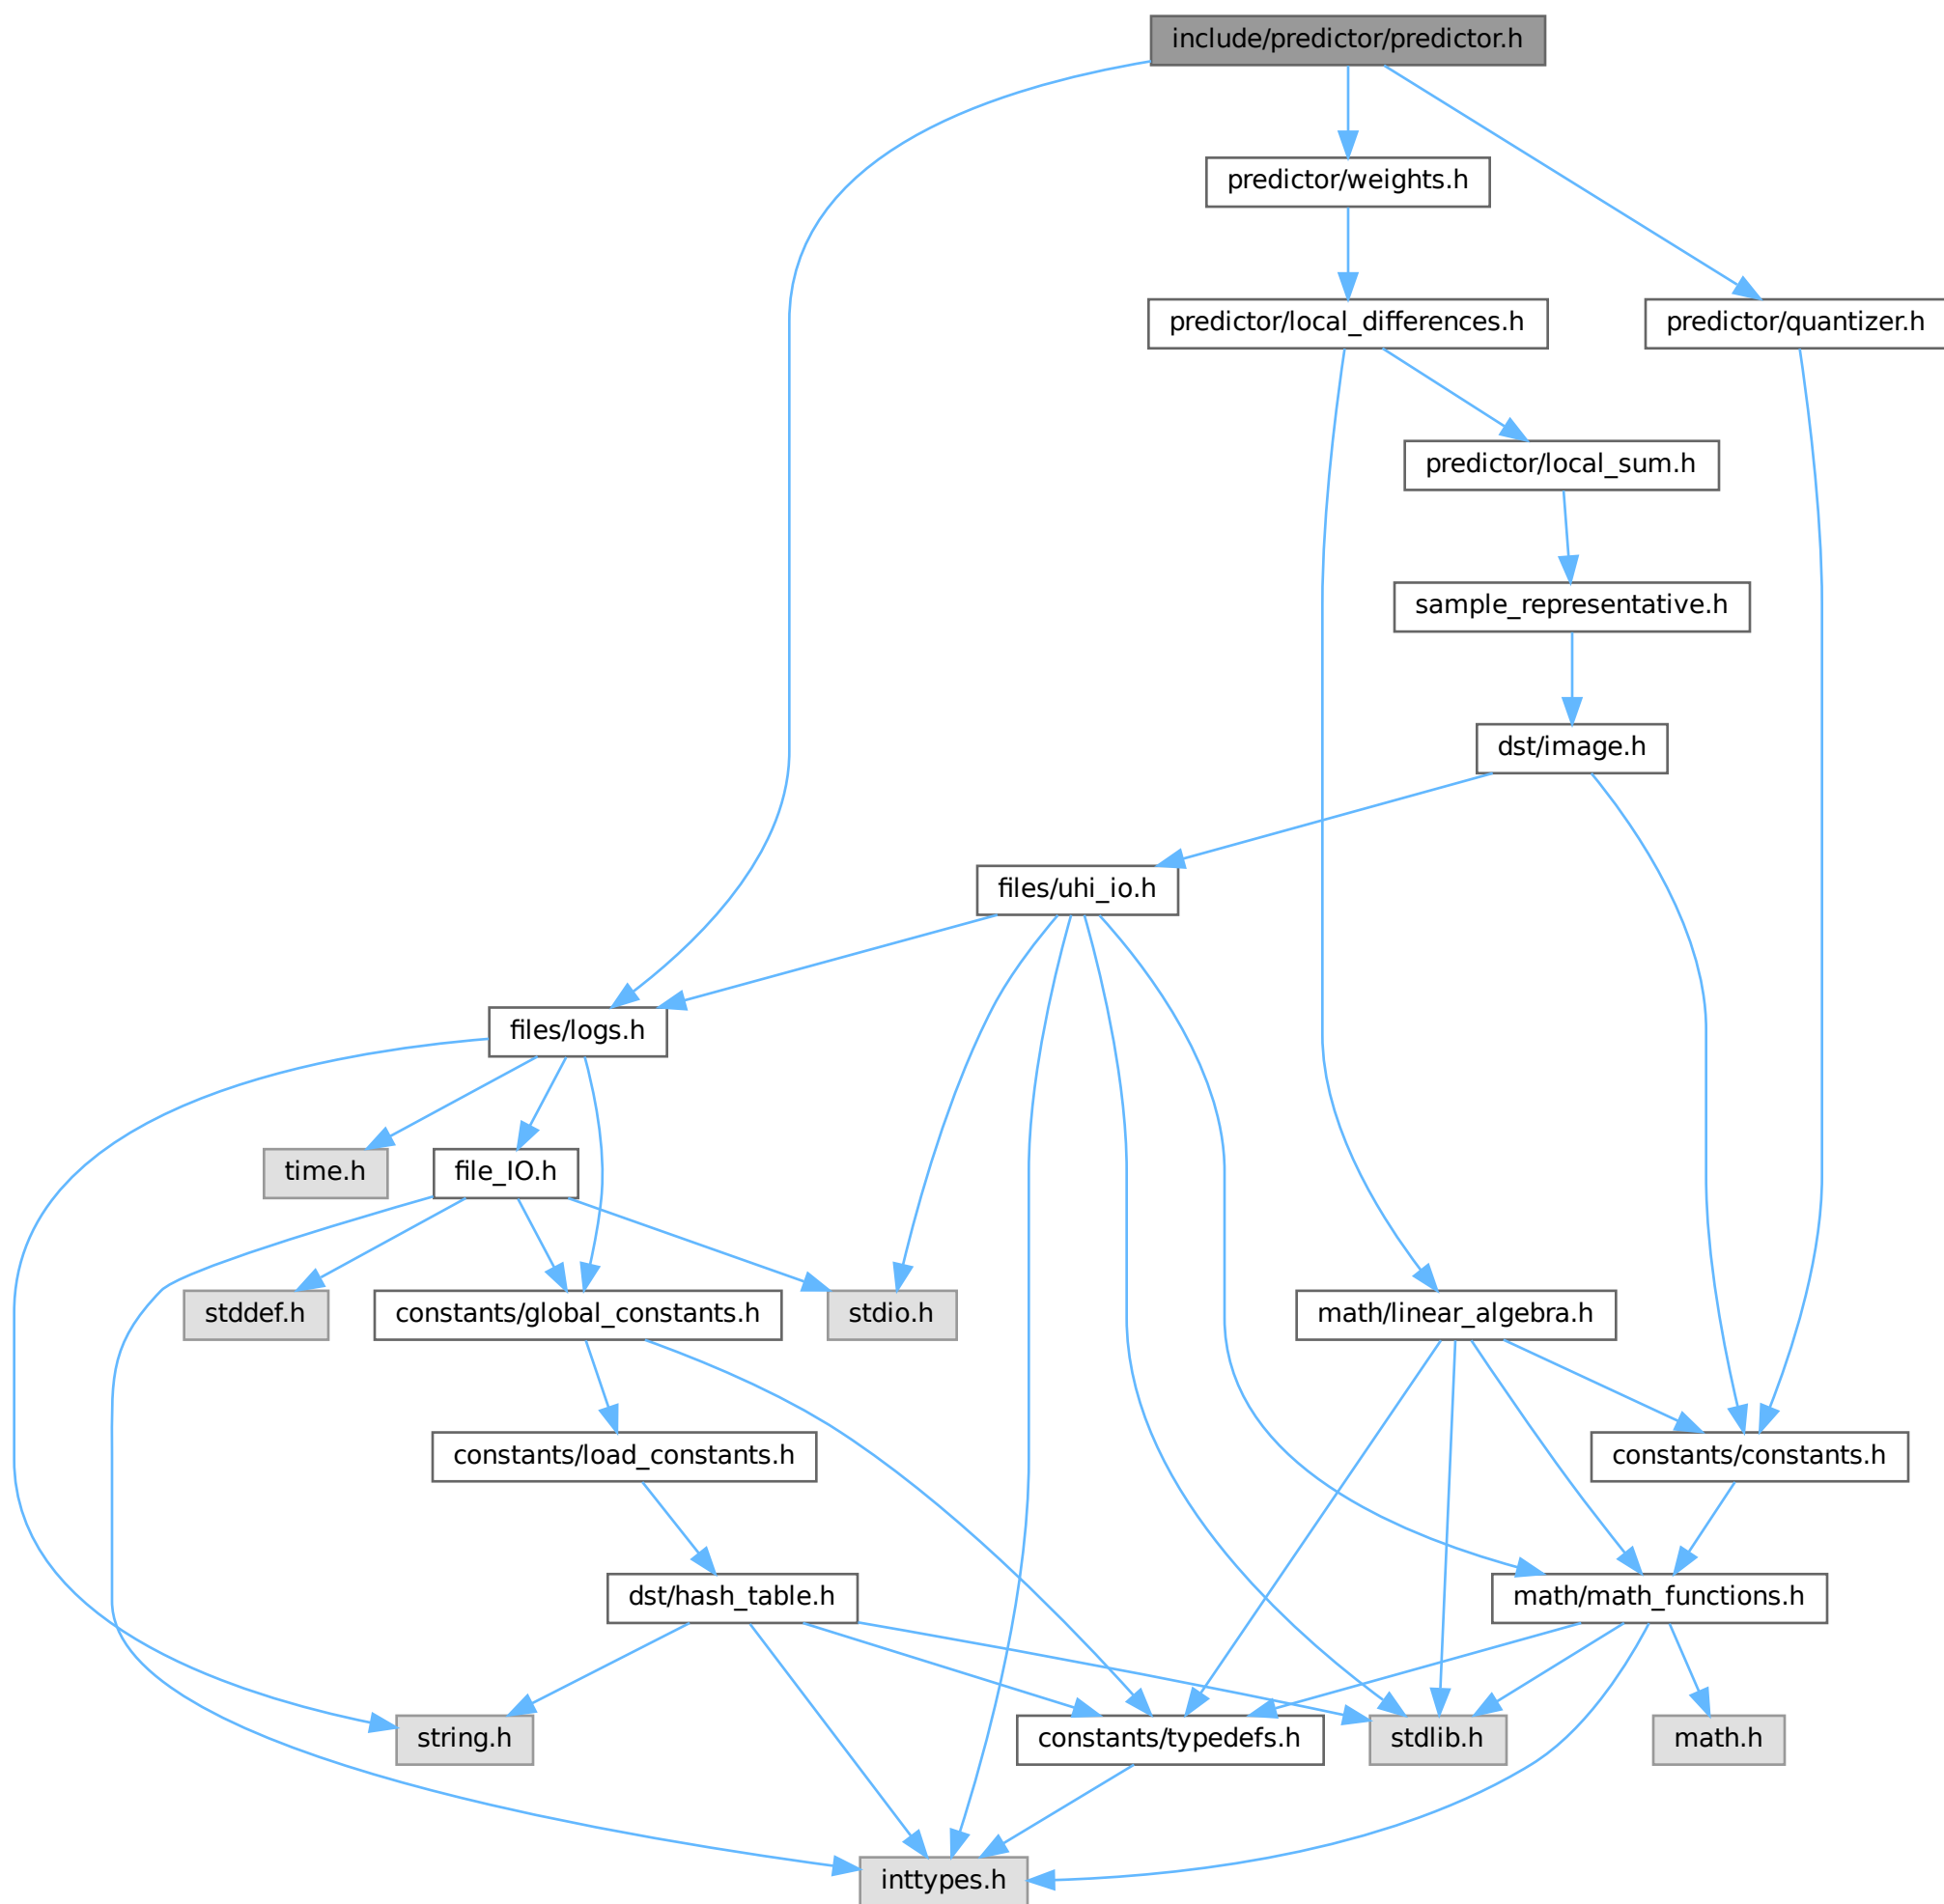 include/predictor/predictor.h
predictor/weights.h
predictor/local_differences.h
predictor/quantizer.h
predictor/local_sum.h
sample_representative.h
dst/image.h
files/uhi_io.h
files/logs.h
time.h
file_IO.h
stddef.h
constants/global_constants.h
stdio.h
math/linear_algebra.h
constants/load_constants.h
constants/constants.h
dst/hash_table.h
math/math_functions.h
string.h
constants/typedefs.h
stdlib.h
math.h
inttypes.h